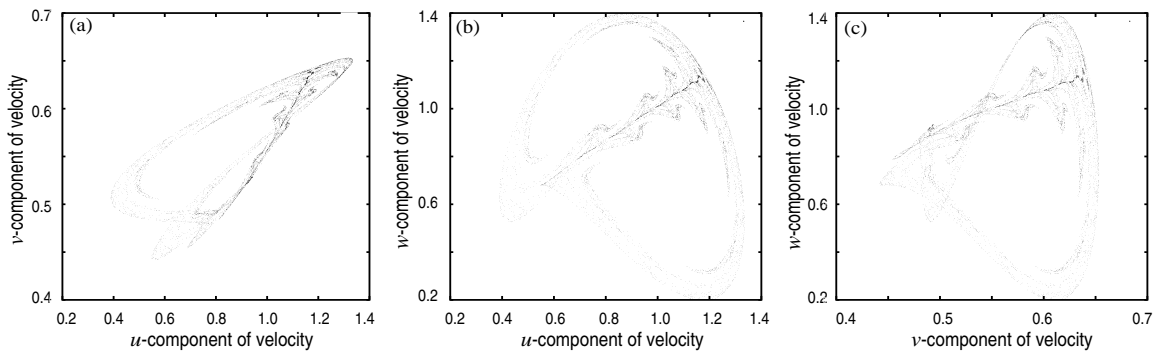 (a)
0.7
0.6
0.5
0.4
v-component of velocity
0.2 0.4 0.6 0.8 1.0 1.2 1.4
u-component of velocity
(b)
1.4
1.0
0.6
0.2
w-component of velocity
0.2 0.4 0.6 0.8 1.0 1.2 1.4
u-component of velocity
(c)
1.4
1.0
0.6
0.2
w-component of velocity
0.4 0.5 0.6 0.7
v-component of velocity